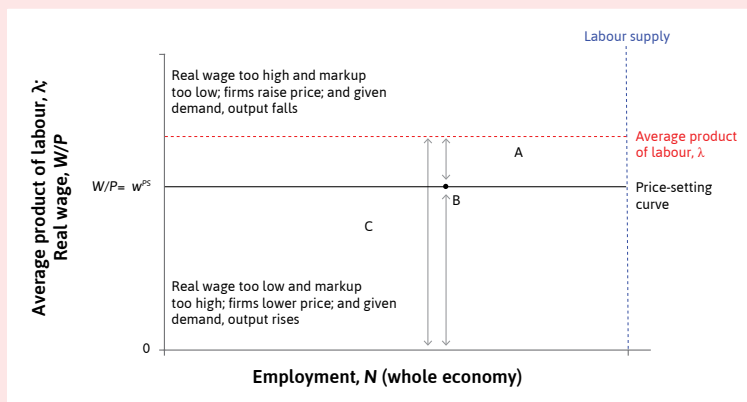 Labour supply
Real wage too high and markup
too low; firms raise price; and given
demand, output falls
Average product of labour, λ;
Real wage, W/P
Average product
of labour, λ
A
W/P= wᴾˢ
B
Price-setting
curve
C
Real wage too low and markup
too high; firms lower price; and given
demand, output rises
0
Employment, N (whole economy)